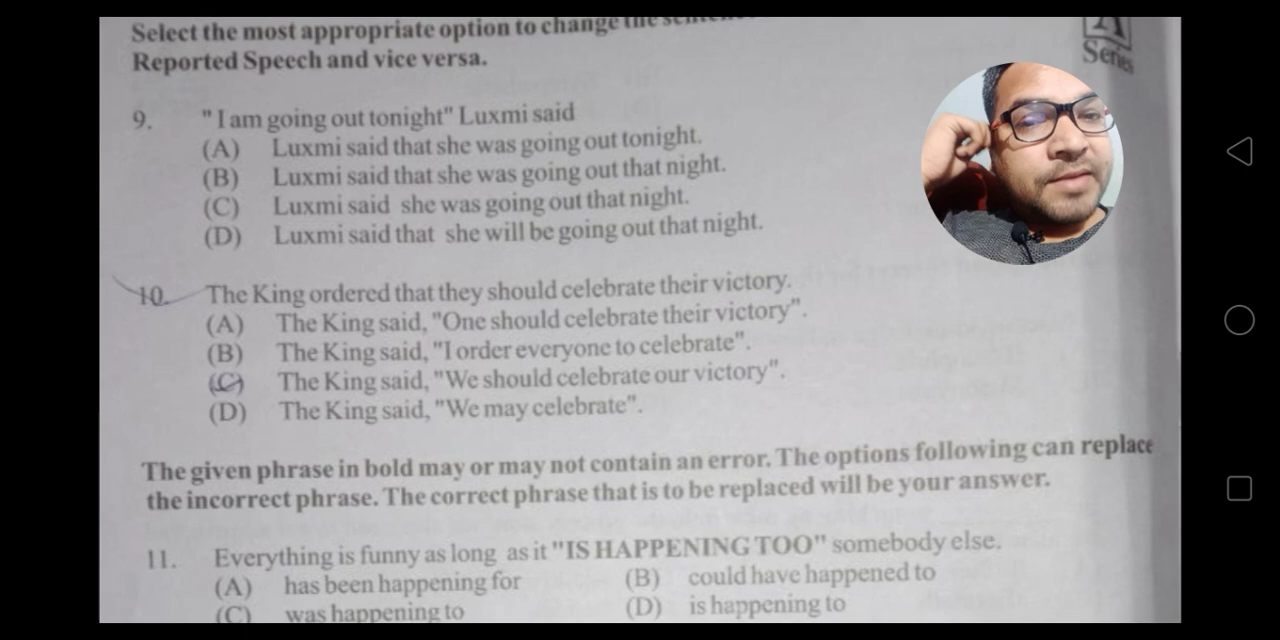 Select the most appropriate option to change the
Reported Speech and vice versa.
A
Series
9. " I am going out tonight" Luxmi said
(A) Luxmi said that she was going out tonight.
(B) Luxmi said that she was going out that night.
(C) Luxmi said she was going out that night.
(D) Luxmi said that she will be going out that night.
10. The King ordered that they should celebrate their victory.
(A) The King said, "One should celebrate their victory".
(B) The King said, "I order everyone to celebrate".
(C) The King said, "We should celebrate our victory".
(D) The King said, "We may celebrate".
The given phrase in bold may or may not contain an error. The options following can replace
the incorrect phrase. The correct phrase that is to be replaced will be your answer.
11. Everything is funny as long as it "IS HAPPENING TOO" somebody else.
(A) has been happening for (B) could have happened to
(C) was happening to (D) is happening to